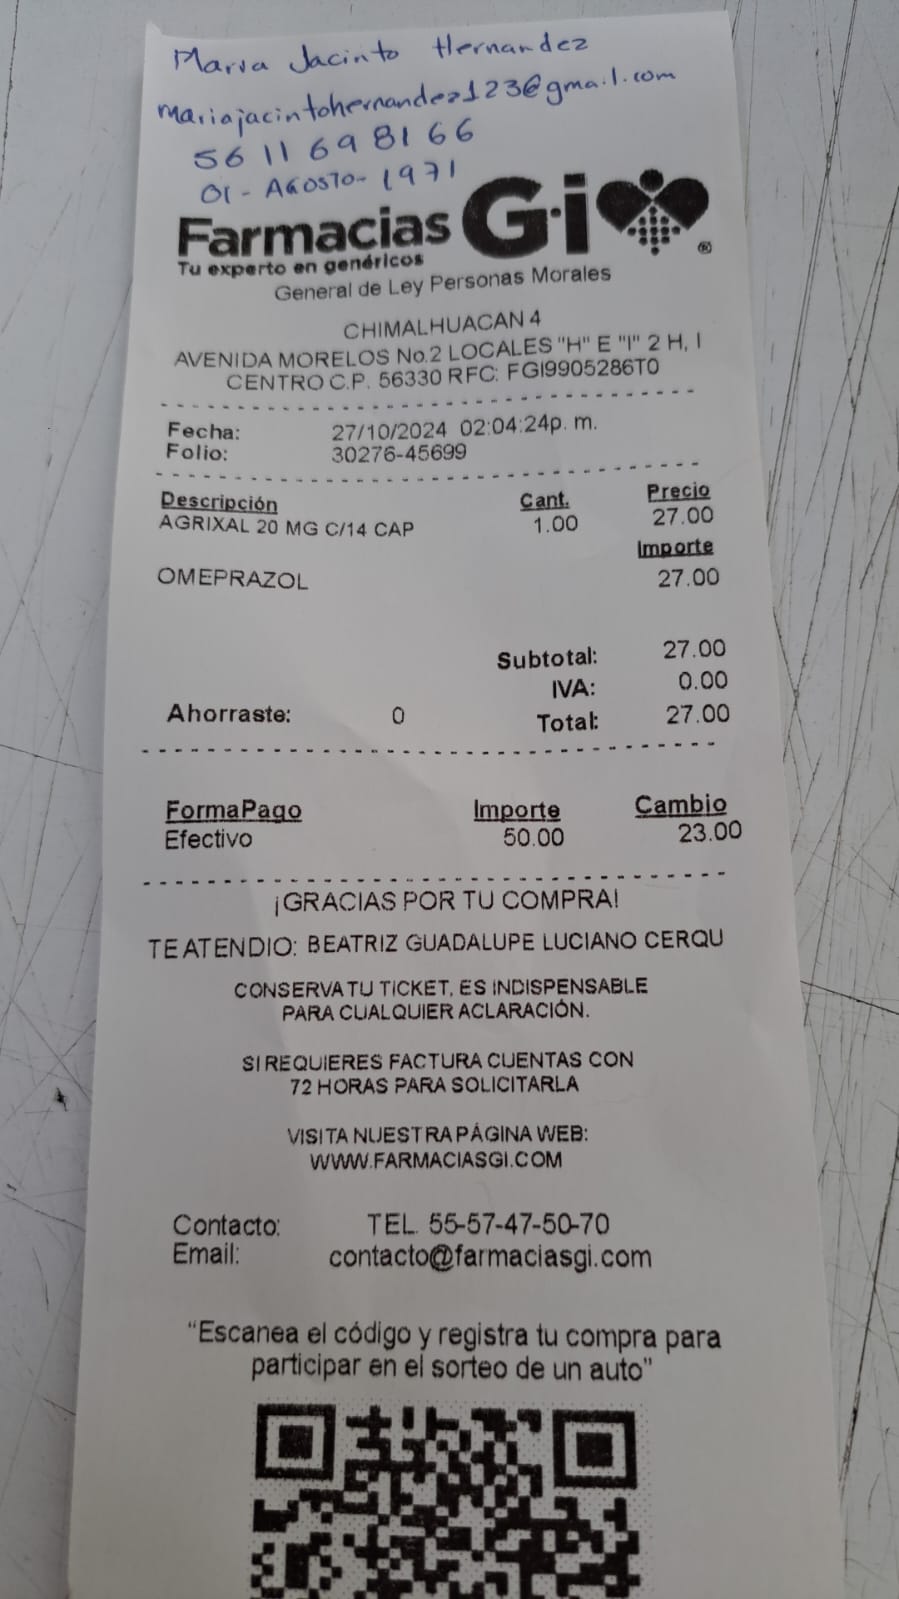 Maria Jacinto Hernandez
mariajacintohernandez123@gmail.com
56 11 69 81 66
01 - AGOSTO - 1971
Farmacias Gi
Tu experto en genéricos
®
General de Ley Personas Morales
CHIMALHUACAN 4
AVENIDA MORELOS No.2 LOCALES "H" E "I" 2 H, I
CENTRO C.P. 56330 RFC: FGI9905286T0
Fecha: 27/10/2024 02:04:24p. m.
Folio: 30276-45699
Descripción Cant. Precio
AGRIXAL 20 MG C/14 CAP 1.00 27.00
Importe
OMEPRAZOL 27.00
Subtotal: 27.00
IVA: 0.00
Ahorraste: 0 Total: 27.00
FormaPago Importe Cambio
Efectivo 50.00 23.00
¡GRACIAS POR TU COMPRA!
TE ATENDIO: BEATRIZ GUADALUPE LUCIANO CERQU
CONSERVA TU TICKET, ES INDISPENSABLE
PARA CUALQUIER ACLARACIÓN.
SI REQUIERES FACTURA CUENTAS CON
72 HORAS PARA SOLICITARLA
VISITA NUESTRA PÁGINA WEB:
WWW.FARMACIASGI.COM
Contacto: TEL. 55-57-47-50-70
Email: contacto@farmaciasgi.com
"Escanea el código y registra tu compra para
participar en el sorteo de un auto"